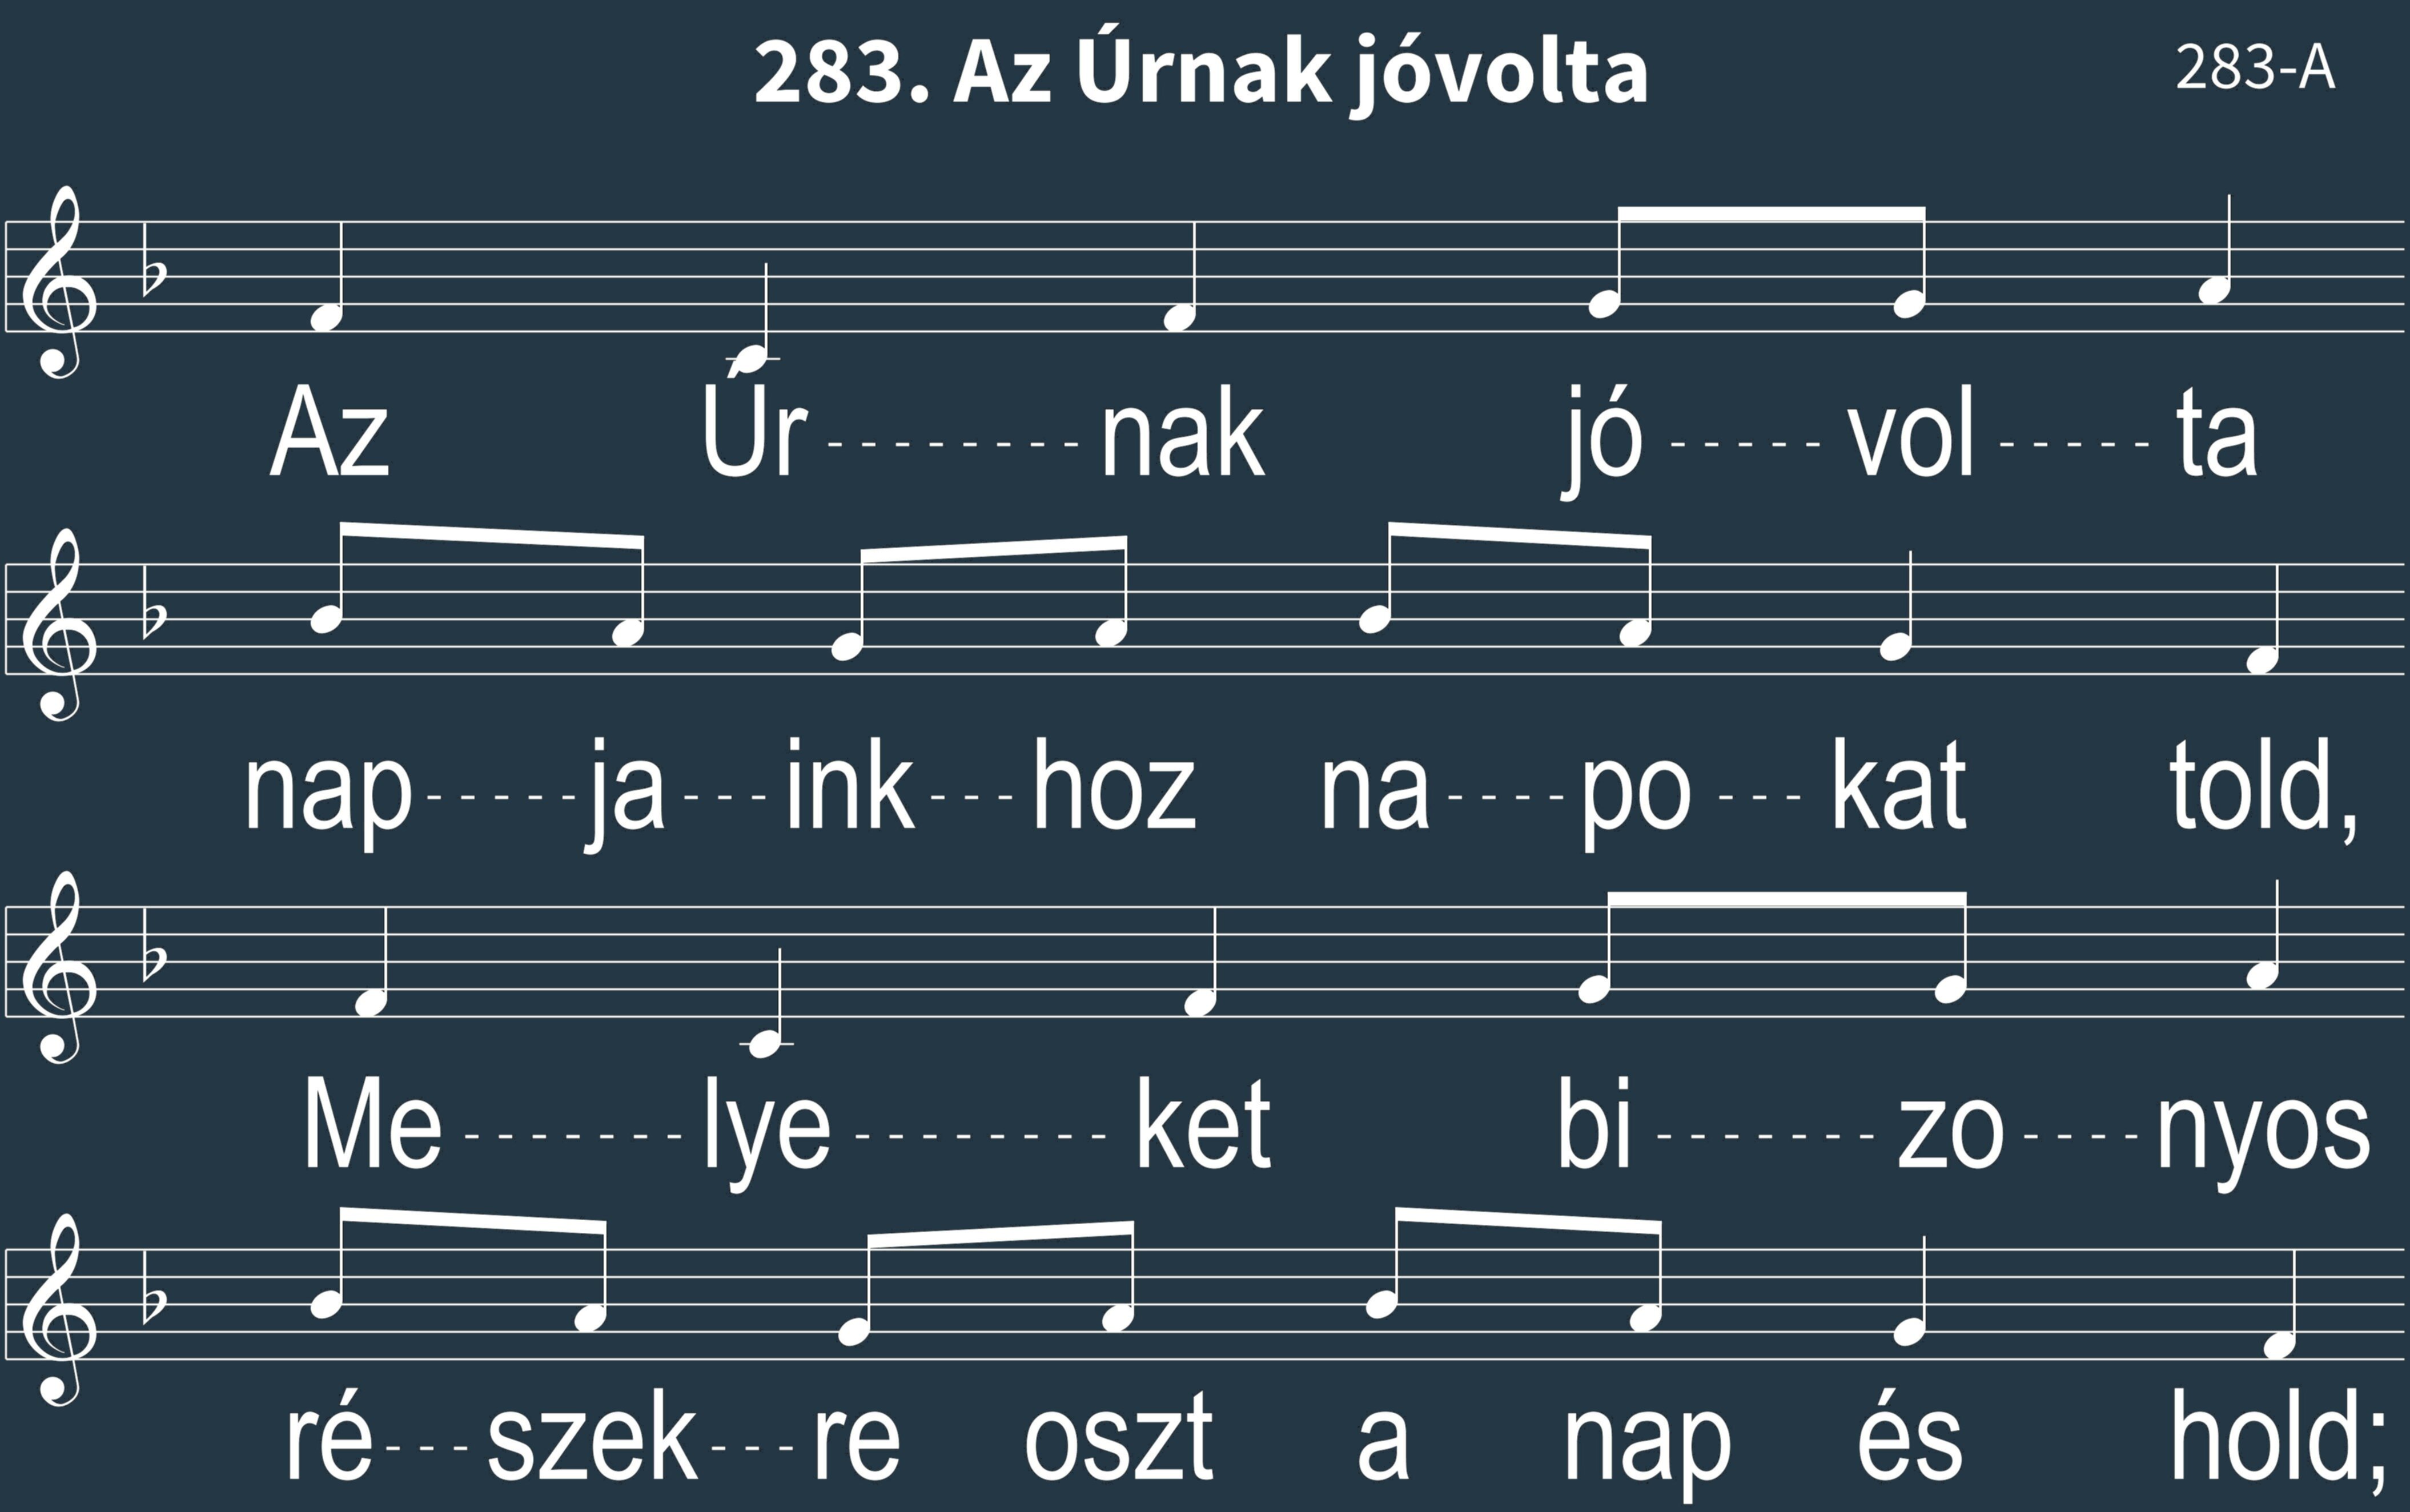 283. Az Úrnak jóvolta 283-A
Az Úr--------nak jó-----vol-----ta
nap-----ja---ink---hoz na----po---kat told,
Me-------lye--------ket bi-------zo----nyos
ré---szek---re oszt a nap és hold;